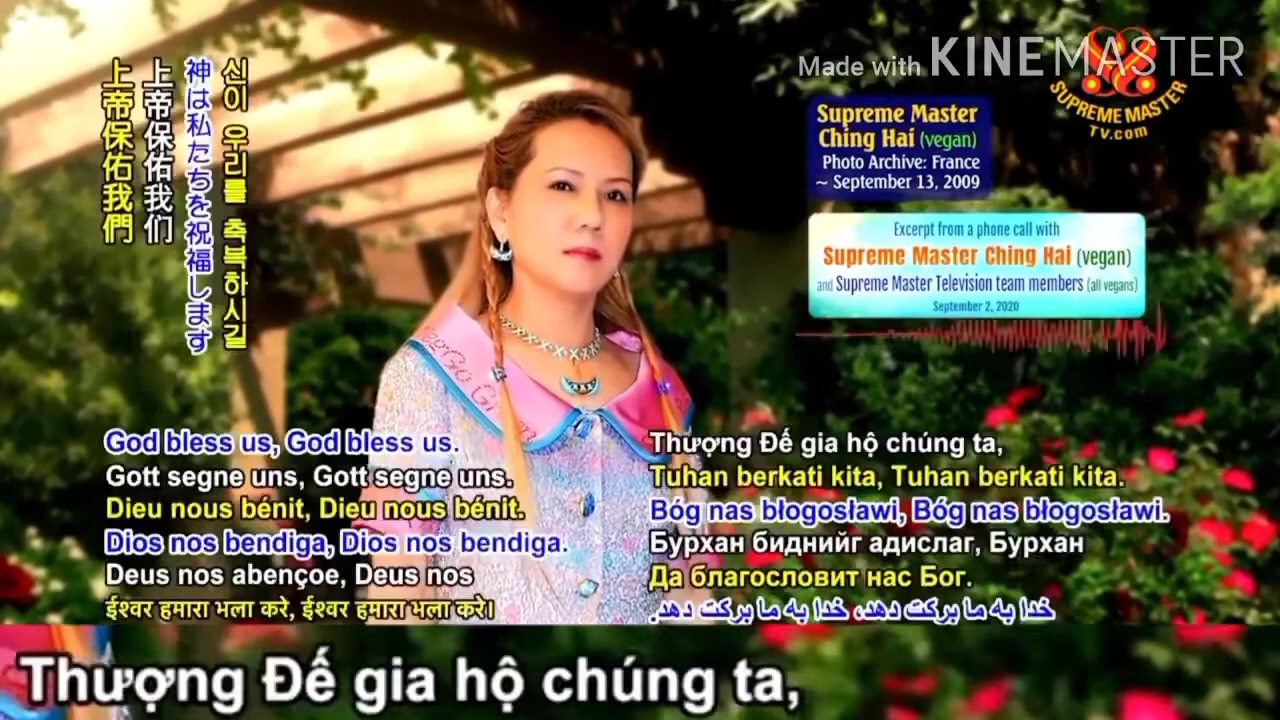 Made with KINEMASTER
SUPREME MASTER
TV.com
Supreme Master
Ching Hai (vegan)
Photo Archive: France
~ September 13, 2009
Excerpt from a phone call with
Supreme Master Ching Hai (vegan)
and Supreme Master Television team members (all vegans)
September 2, 2020
신이 우리를 축복하시길
神は私たちを祝福します
上帝保佑我们
上帝保佑我們
God bless us, God bless us.
Gott segne uns, Gott segne uns.
Dieu nous bénit, Dieu nous bénit.
Dios nos bendiga, Dios nos bendiga.
Deus nos abençoe, Deus nos
ईश्वर हमारा भला करे, ईश्वर हमारा भला करे।
Thượng Đế gia hộ chúng ta,
Tuhan berkati kita, Tuhan berkati kita.
Bóg nas błogosławi, Bóg nas błogosławi.
Бурхан биднийг адислаг, Бурхан
Да благословит нас Бог.
خدا به ما برکت دهد، خدا به ما برکت دهد.
Thượng Đế gia hộ chúng ta,